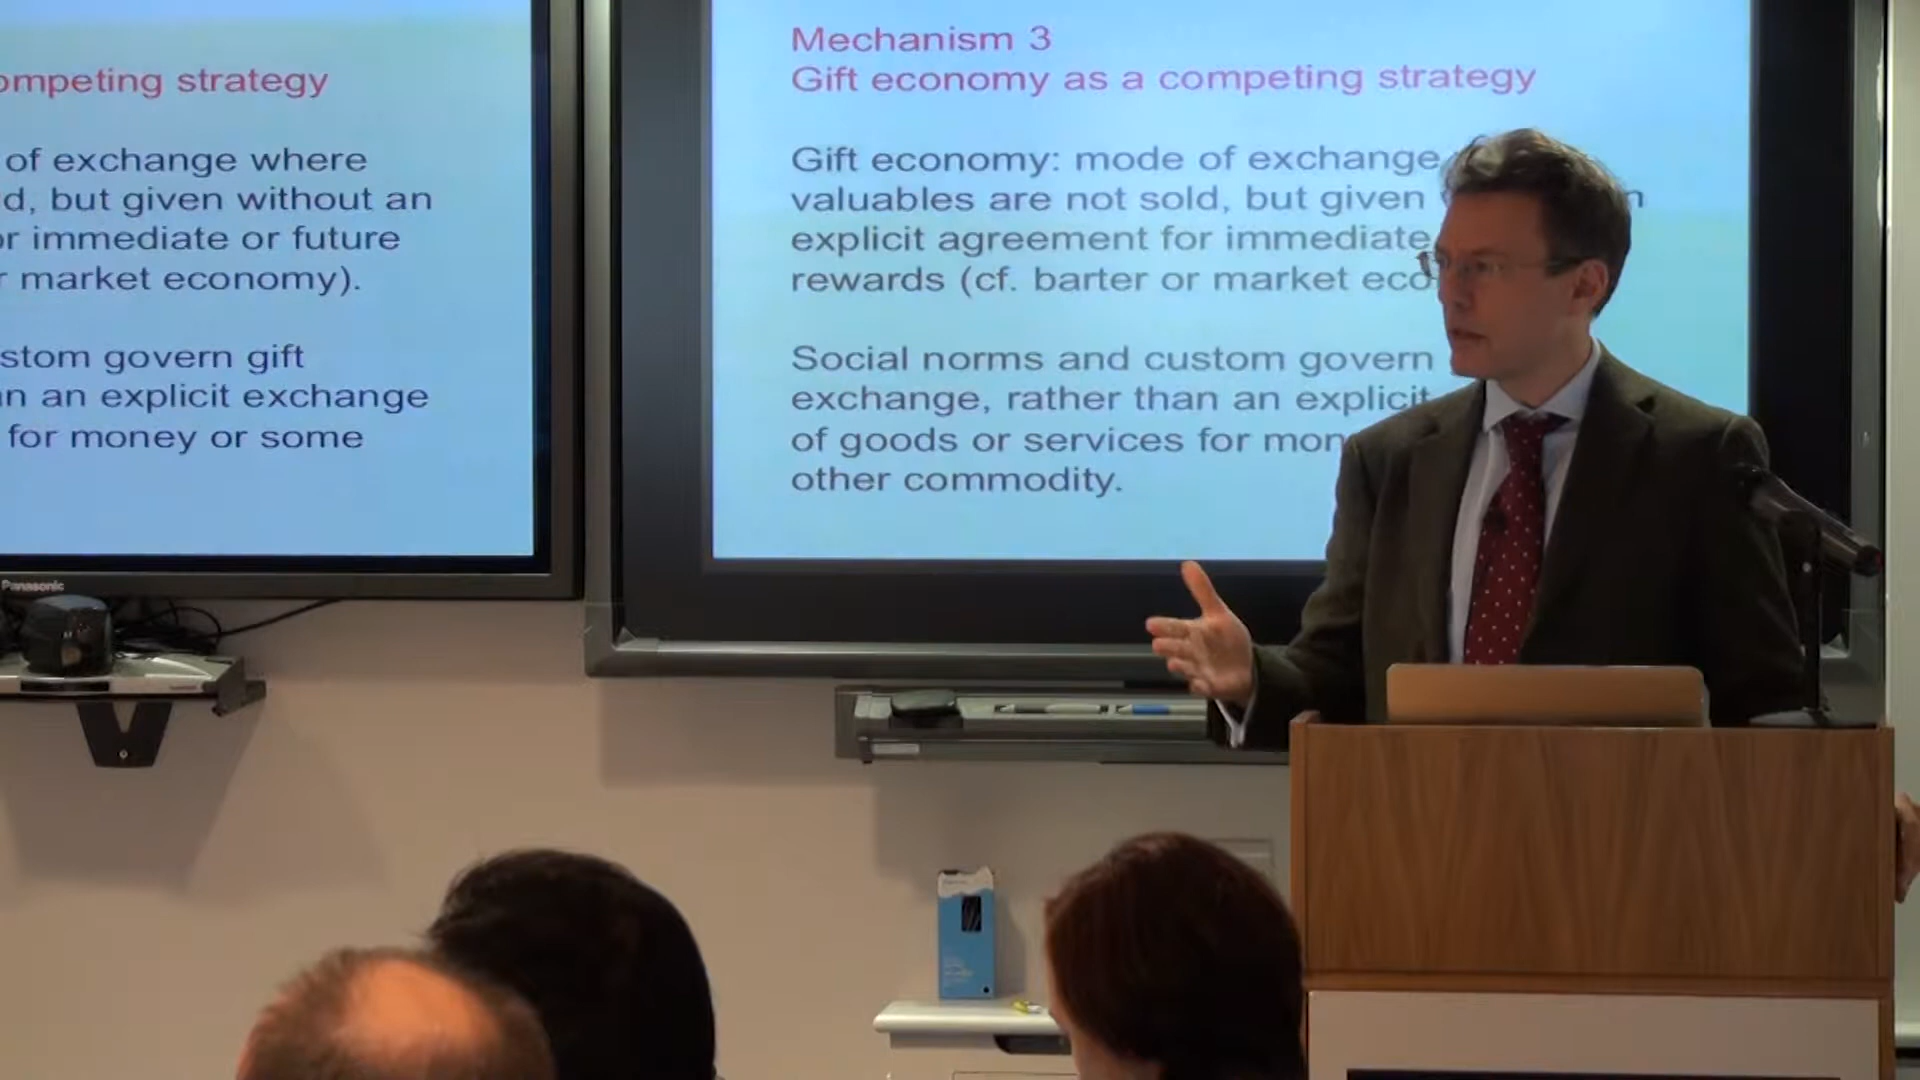 ompeting strategy
of exchange where
d, but given without an
r immediate or future
r market economy).
stom govern gift
n an explicit exchange
for money or some
Panasonic
Mechanism 3
Gift economy as a competing strategy
Gift economy: mode of exchange
valuables are not sold, but given n
explicit agreement for immediate
rewards (cf. barter or market eco
Social norms and custom govern
exchange, rather than an explicit
of goods or services for mon
other commodity.